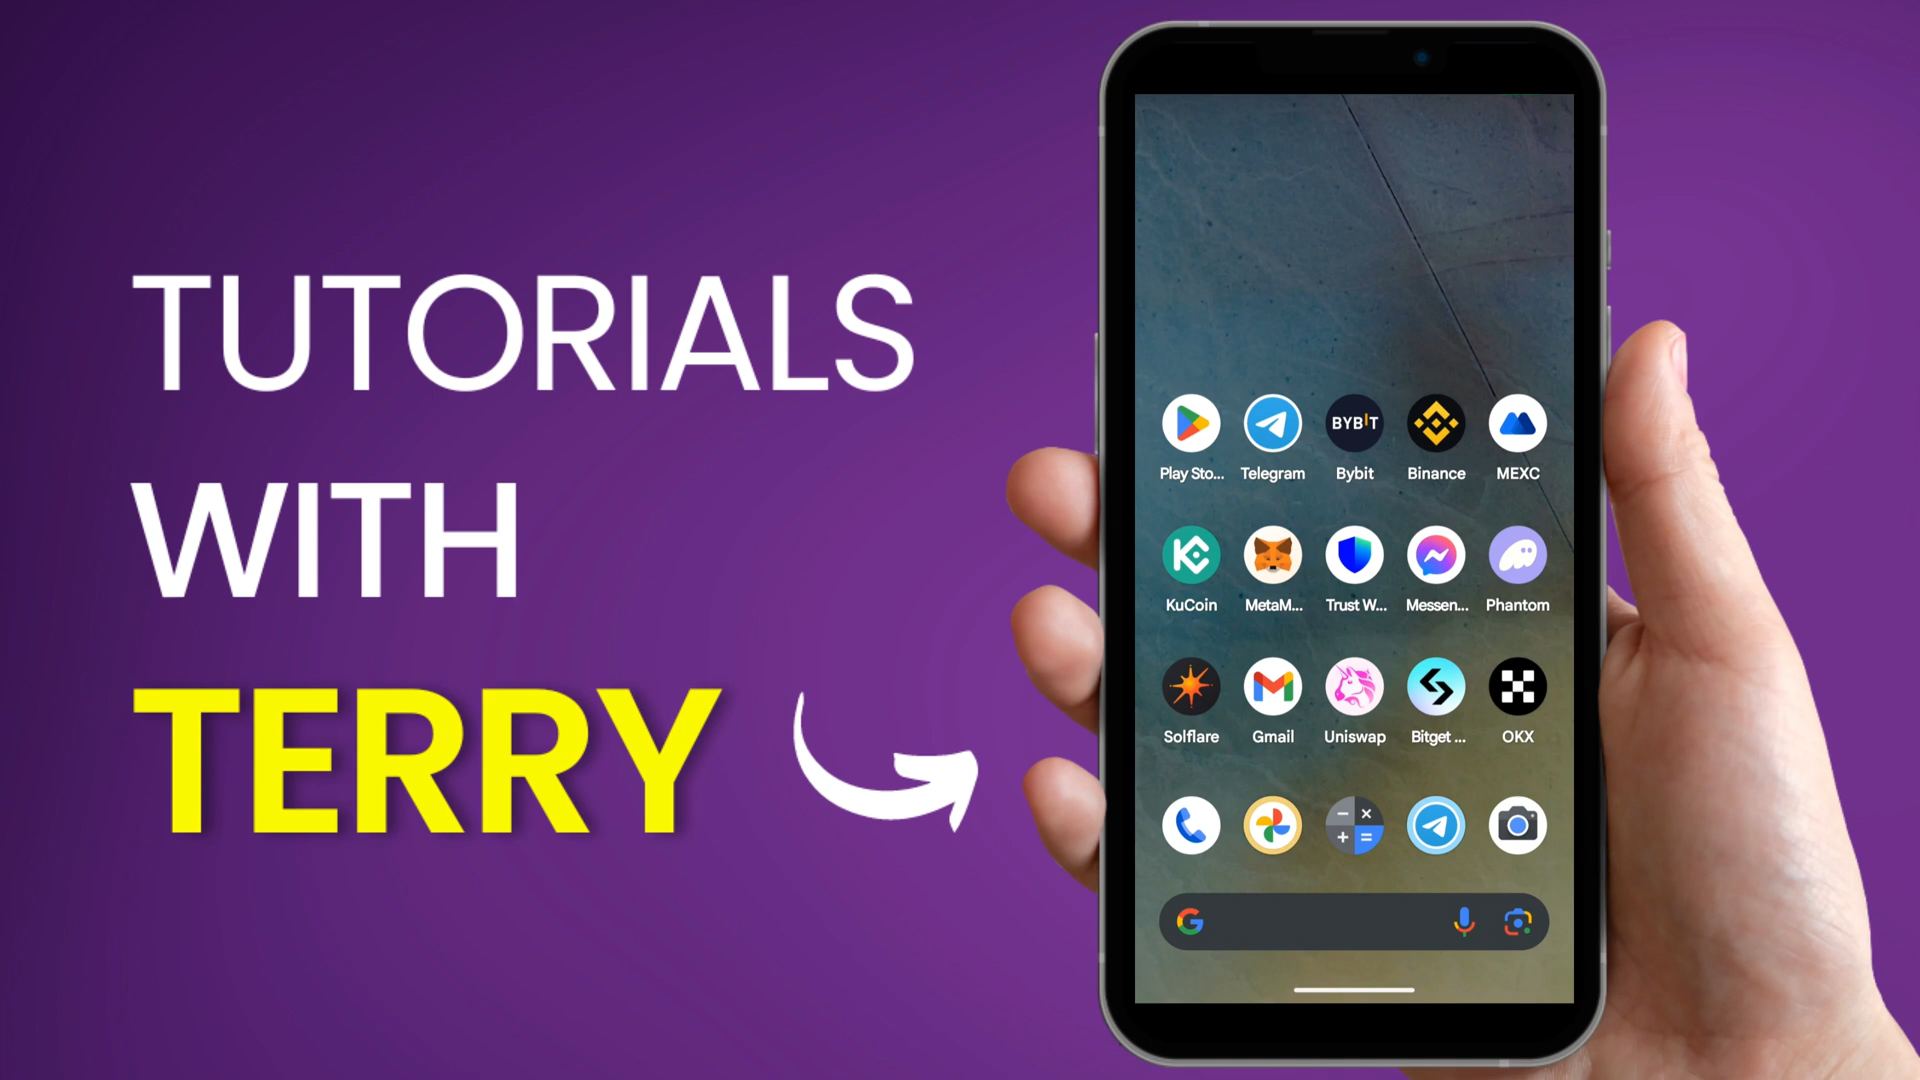 TUTORIALS
WITH
TERRY
BYBIT
Play Sto... Telegram Bybit Binance MEXC
KuCoin MetaM... Trust W... Messen... Phantom
Solflare Gmail Uniswap Bitget ... OKX